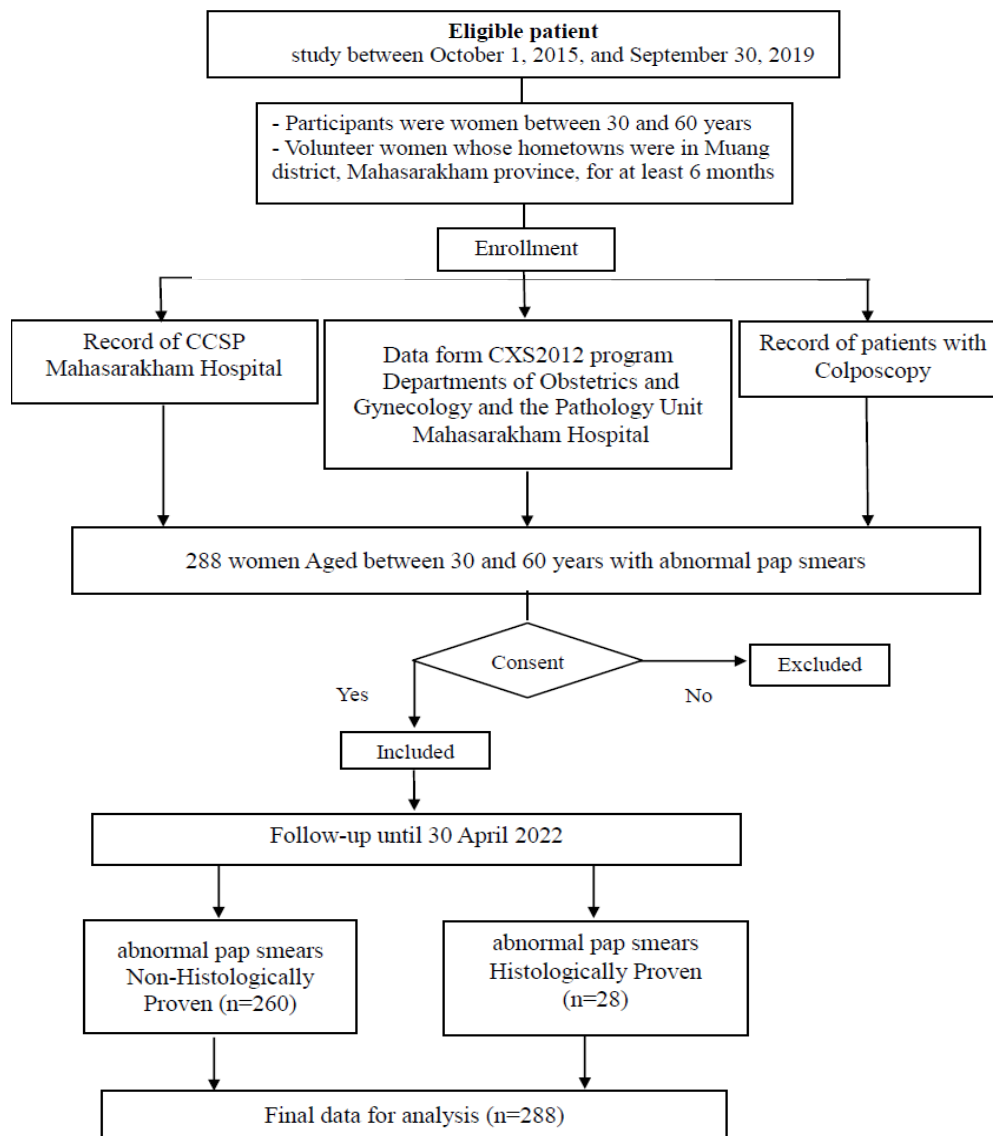 Eligible patient
study between October 1, 2015, and September 30, 2019
- Participants were women between 30 and 60 years
- Volunteer women whose hometowns were in Muang
district, Mahasarakham province, for at least 6 months
Enrollment
Record of CCSP
Mahasarakham Hospital
Data form CXS2012 program
Departments of Obstetrics and
Gynecology and the Pathology Unit
Mahasarakham Hospital
Record of patients with
Colposcopy
288 women Aged between 30 and 60 years with abnormal pap smears
Consent
Excluded
Yes
No
Included
Follow-up until 30 April 2022
abnormal pap smears
Non-Histologically
Proven (n=260)
abnormal pap smears
Histologically Proven
(n=28)
Final data for analysis (n=288)